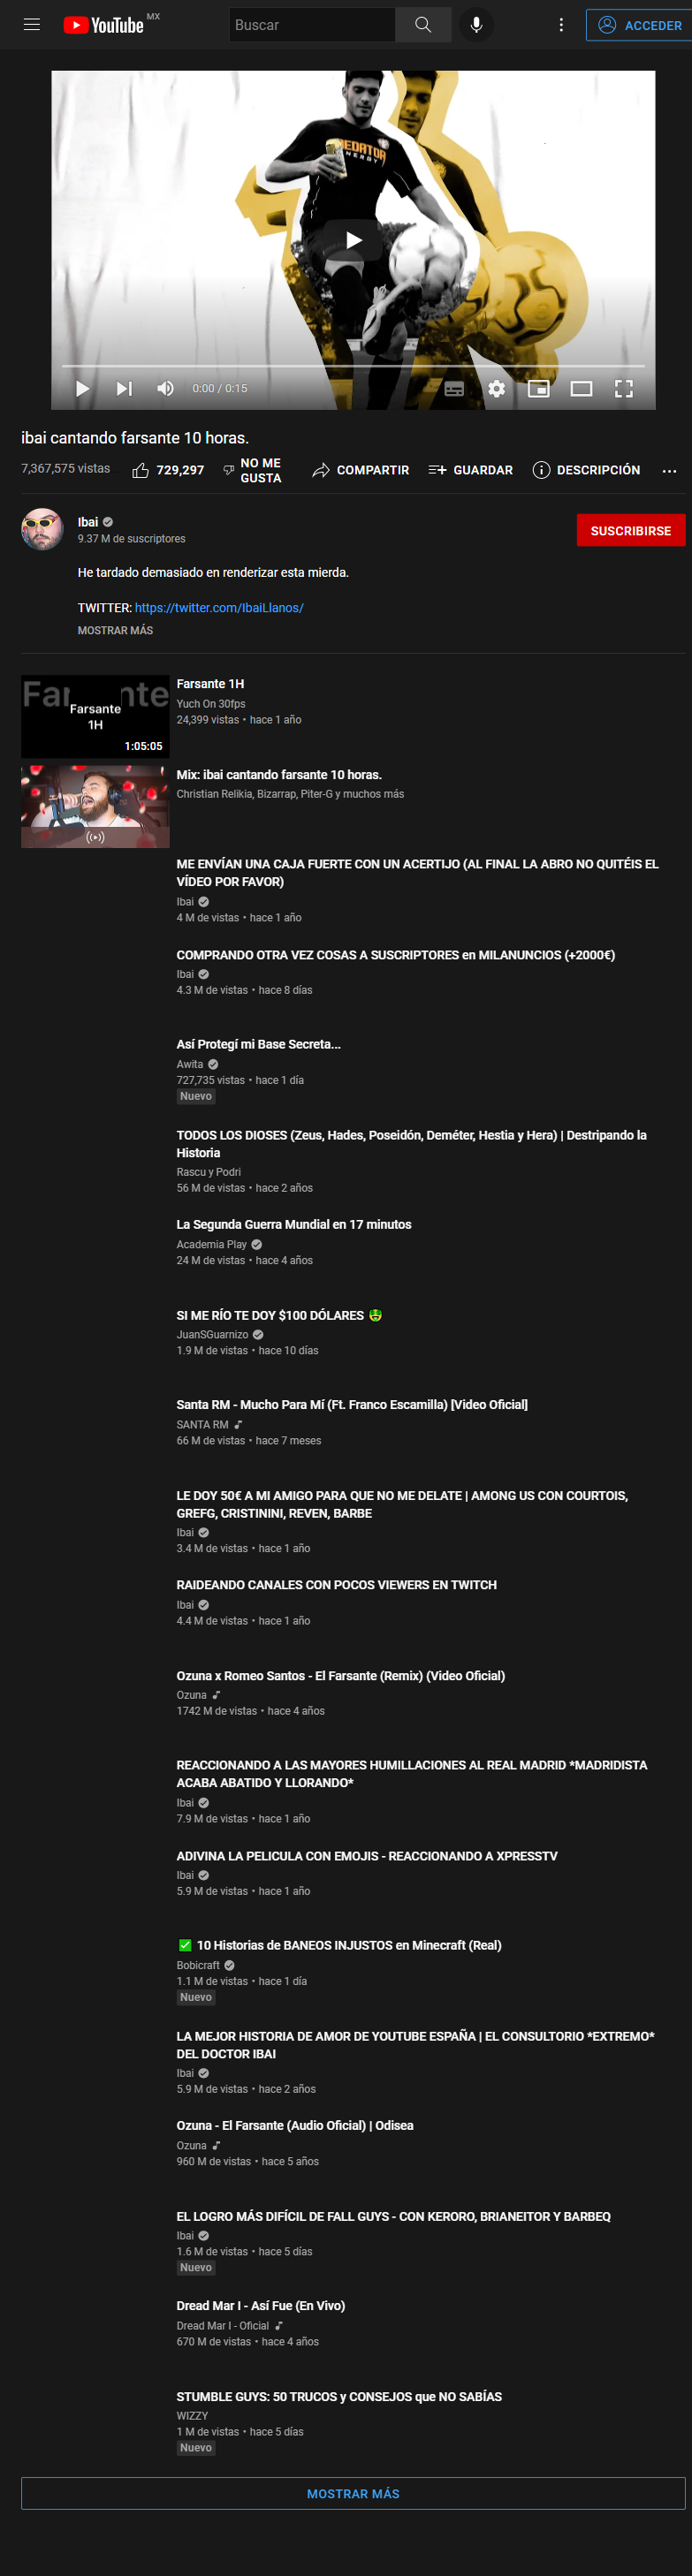 YouTube MX
Buscar
ACCEDER
PREDATOR
ENERGY
0:00 / 0:15
ibai cantando farsante 10 horas.
7,367,575 vistas
729,297
NO ME
GUSTA
COMPARTIR
GUARDAR
DESCRIPCIÓN
Ibai
9.37 M de suscriptores
SUSCRIBIRSE
He tardado demasiado en renderizar esta mierda.
TWITTER: https://twitter.com/IbaiLlanos/
MOSTRAR MÁS
Farsante
1H
1:05:05
Farsante 1H
Yuch On 30fps
24,399 vistas • hace 1 año
Mix: ibai cantando farsante 10 horas.
Christian Relikia, Bizarrap, Piter-G y muchos más
ME ENVÍAN UNA CAJA FUERTE CON UN ACERTIJO (AL FINAL LA ABRO NO QUITÉIS EL
VÍDEO POR FAVOR)
Ibai
4 M de vistas • hace 1 año
COMPRANDO OTRA VEZ COSAS A SUSCRIPTORES en MILANUNCIOS (+2000€)
Ibai
4.3 M de vistas • hace 8 días
Así Protegí mi Base Secreta...
Awita
727,735 vistas • hace 1 día
Nuevo
TODOS LOS DIOSES (Zeus, Hades, Poseidón, Deméter, Hestia y Hera) | Destripando la
Historia
Rascu y Podri
56 M de vistas • hace 2 años
La Segunda Guerra Mundial en 17 minutos
Academia Play
24 M de vistas • hace 4 años
SI ME RÍO TE DOY $100 DÓLARES 🤑
JuanSGuarnizo
1.9 M de vistas • hace 10 días
Santa RM - Mucho Para Mí (Ft. Franco Escamilla) [Video Oficial]
SANTA RM
66 M de vistas • hace 7 meses
LE DOY 50€ A MI AMIGO PARA QUE NO ME DELATE | AMONG US CON COURTOIS,
GREFG, CRISTININI, REVEN, BARBE
Ibai
3.4 M de vistas • hace 1 año
RAIDEANDO CANALES CON POCOS VIEWERS EN TWITCH
Ibai
4.4 M de vistas • hace 1 año
Ozuna x Romeo Santos - El Farsante (Remix) (Video Oficial)
Ozuna
1742 M de vistas • hace 4 años
REACCIONANDO A LAS MAYORES HUMILLACIONES AL REAL MADRID *MADRIDISTA
ACABA ABATIDO Y LLORANDO*
Ibai
7.9 M de vistas • hace 1 año
ADIVINA LA PELICULA CON EMOJIS - REACCIONANDO A XPRESSTV
Ibai
5.9 M de vistas • hace 1 año
✅ 10 Historias de BANEOS INJUSTOS en Minecraft (Real)
Bobicraft
1.1 M de vistas • hace 1 día
Nuevo
LA MEJOR HISTORIA DE AMOR DE YOUTUBE ESPAÑA | EL CONSULTORIO *EXTREMO*
DEL DOCTOR IBAI
Ibai
5.9 M de vistas • hace 2 años
Ozuna - El Farsante (Audio Oficial) | Odisea
Ozuna
960 M de vistas • hace 5 años
EL LOGRO MÁS DIFÍCIL DE FALL GUYS - CON KERORO, BRIANEITOR Y BARBEQ
Ibai
1.6 M de vistas • hace 5 días
Nuevo
Dread Mar I - Así Fue (En Vivo)
Dread Mar I - Oficial
670 M de vistas • hace 4 años
STUMBLE GUYS: 50 TRUCOS y CONSEJOS que NO SABÍAS
WIZZY
1 M de vistas • hace 5 días
Nuevo
MOSTRAR MÁS